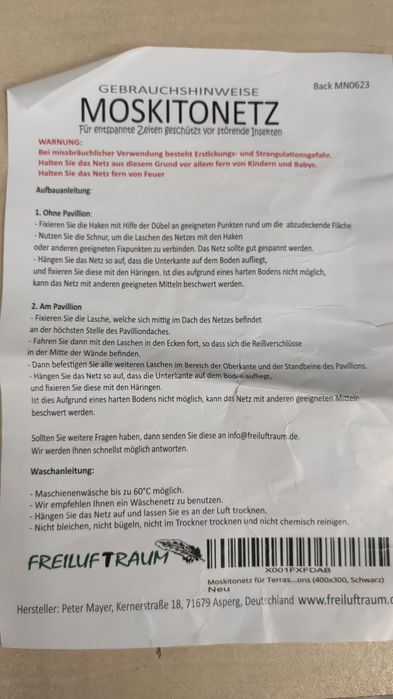 Back MN0623
GEBRAUCHSHINWEISE
MOSKITONETZ
Für entspannte Zeiten geschützt vor störende Insekten
WARNUNG:
Bei missbräuchlicher Verwendung besteht Erstickungs- und Strangulationsgefahr.
Halten Sie das Netz aus diesem Grund vor allem fern von Kindern und Babys.
Halten Sie das Netz fern von Feuer
Aufbauanleitung:
1. Ohne Pavillion:
- Fixieren Sie die Haken mit Hilfe der Dübel an geeigneten Punkten rund um die abzudeckende Fläche
- Nutzen Sie die Schnur, um die Laschen des Netzes mit den Haken
oder anderen geeigneten Fixpunkten zu verbinden. Das Netz sollte gut gespannt werden.
- Hängen Sie das Netz so auf, dass die Unterkante auf dem Boden aufliegt,
und fixieren Sie diese mit den Häringen. Ist dies aufgrund eines harten Bodens nicht möglich,
kann das Netz mit anderen geeigneten Mitteln beschwert werden.
2. Am Pavillion
- Fixieren Sie die Lasche, welche sich mittig im Dach des Netzes befindet
an der höchsten Stelle des Pavilliondaches.
- Fahren Sie dann mit den Laschen in den Ecken fort, so dass sich die Reißverschlüsse
in der Mitte der Wände befinden.
- Dann befestigen Sie alle weiteren Laschen im Bereich der Oberkante und der Standbeine des Pavillions.
- Hängen Sie das Netz so auf, dass die Unterkante auf dem Boden aufliegt,
und fixieren Sie diese mit den Häringen.
Ist dies Aufgrund eines harten Bodens nicht möglich, kann das Netz mit anderen geeigneten Mitteln
beschwert werden.
Sollten Sie weitere Fragen haben, dann senden Sie diese an info@freiluftraum.de.
Wir werden Ihnen schnellst möglich antworten.
Waschanleitung:
- Maschienenwäsche bis zu 60°C möglich.
- Wir empfehlen Ihnen ein Wäschenetz zu benutzen.
- Hängen Sie das Netz auf und lassen Sie es an der Luft trocknen.
- Nicht bleichen, nicht bügeln, nicht im Trockner trocknen und nicht chemisch reinigen.
FREILUFTRAUM
X001FXFDAB
Moskitonetz für Terras...ons (400x300, Schwarz)
Neu
Hersteller: Peter Mayer, Kernerstraße 18, 71679 Asperg, Deutschland www.freiluftraum.